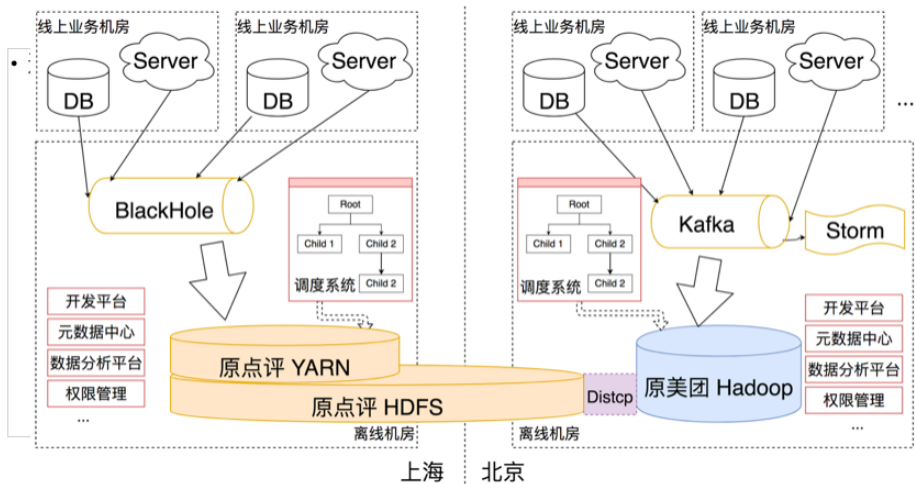 线上业务机房
线上业务机房
线上业务机房
线上业务机房
DB
Server
DB
Server
DB
Server
DB
Server
...
BlackHole
Root
Child 1
Child 2
Child 2
调度系统
Root
Child 1
Child 2
Child 2
调度系统
Kafka
Storm
开发平台
元数据中心
数据分析平台
权限管理
...
原点评 YARN
原点评 HDFS
Distcp
原美团 Hadoop
开发平台
元数据中心
数据分析平台
权限管理
...
离线机房
离线机房
上海
北京